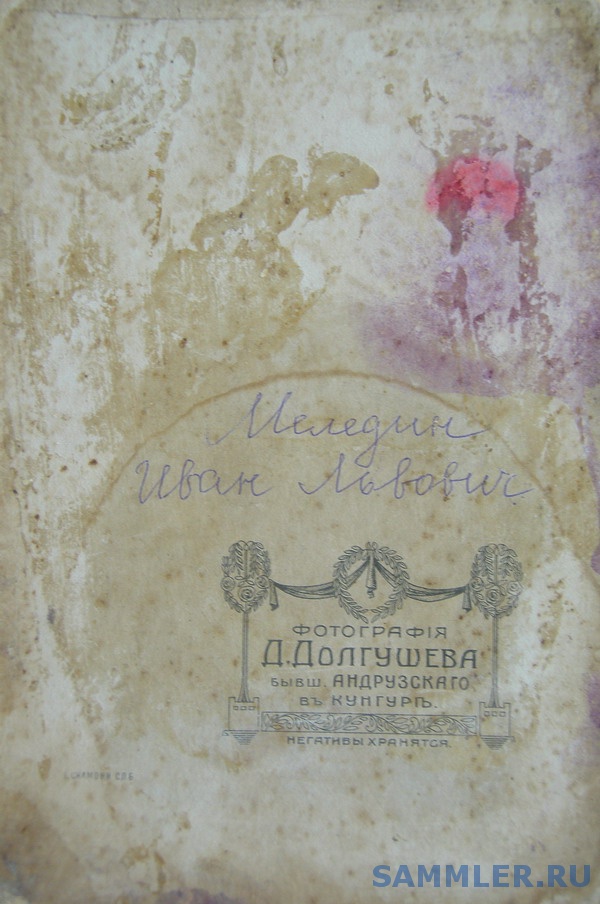 Меледин
Иван Львович
ФОТОГРАФІЯ
Д. ДОЛГУШЕВА
БЫВШ. АНДРУЗСКАГО
ВЪ КУНГУРѢ.
НЕГАТИВЫ ХРАНЯТСЯ.
SAMMLER.RU